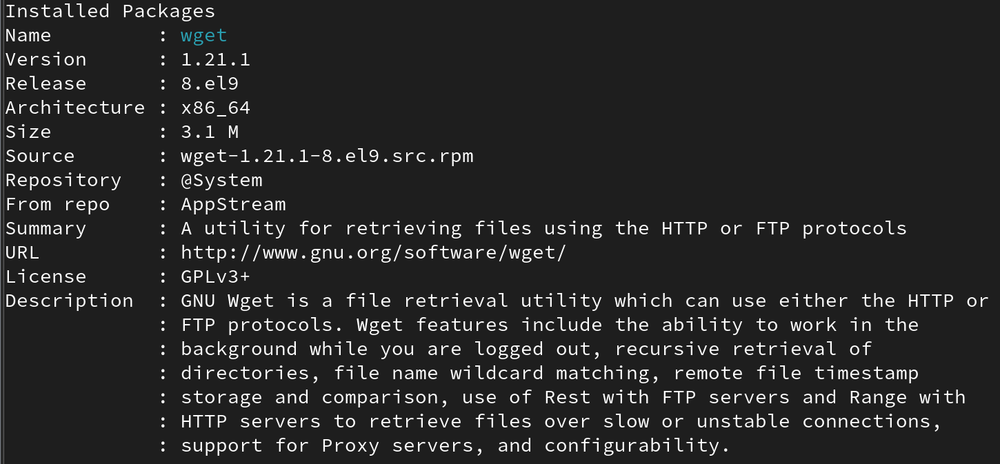 Installed Packages
Name         : wget
Version      : 1.21.1
Release      : 8.el9
Architecture : x86_64
Size         : 3.1 M
Source       : wget-1.21.1-8.el9.src.rpm
Repository   : @System
From repo    : AppStream
Summary      : A utility for retrieving files using the HTTP or FTP protocols
URL          : http://www.gnu.org/software/wget/
License      : GPLv3+
Description  : GNU Wget is a file retrieval utility which can use either the HTTP or
             : FTP protocols. Wget features include the ability to work in the
             : background while you are logged out, recursive retrieval of
             : directories, file name wildcard matching, remote file timestamp
             : storage and comparison, use of Rest with FTP servers and Range with
             : HTTP servers to retrieve files over slow or unstable connections,
             : support for Proxy servers, and configurability.